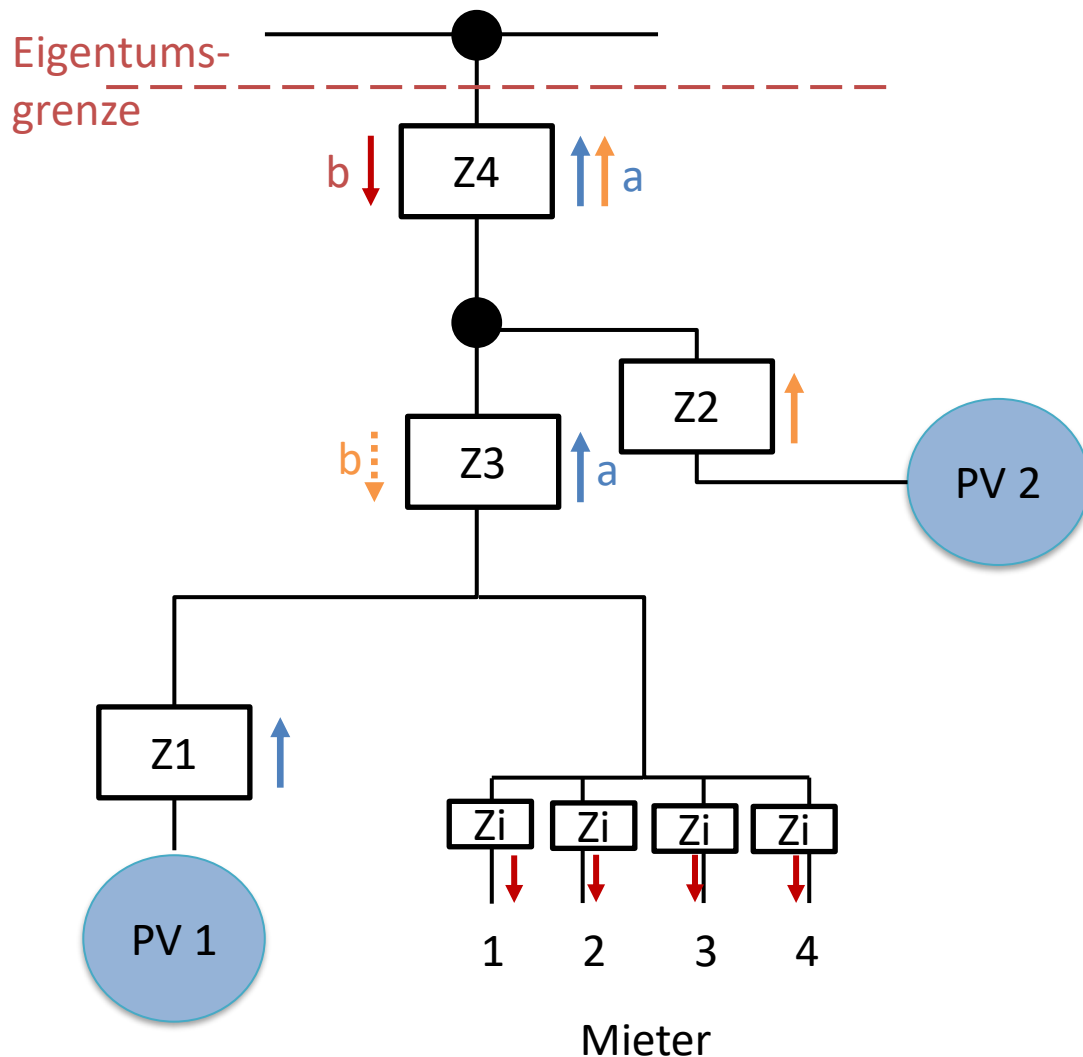 Eigentums-
grenze
b Z4 a
Z2
b Z3 a
PV 2
Z1
Zi Zi Zi Zi
PV 1
1 2 3 4
Mieter